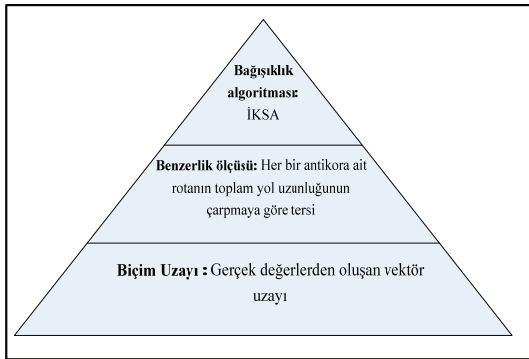 Bağışıklık
algoritması:
İKSA
Benzerlik ölçüsü: Her bir antikora ait
rotanın toplam yol uzunluğunun
çarpmaya göre tersi
Biçim Uzayı : Gerçek değerlerden oluşan vektör
uzayı